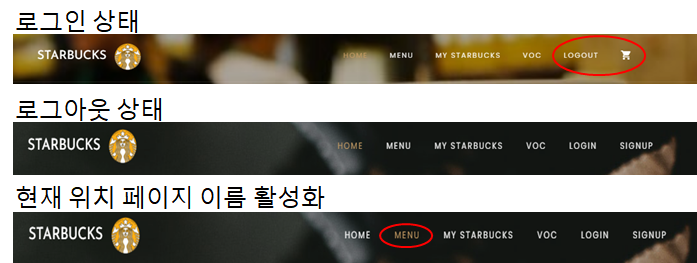 로그인 상태
STARBUCKS HOME MENU MY STARBUCKS VOC LOGOUT
로그아웃 상태
STARBUCKS HOME MENU MY STARBUCKS VOC LOGIN SIGNUP
현재 위치 페이지 이름 활성화
STARBUCKS HOME MENU MY STARBUCKS VOC LOGIN SIGNUP